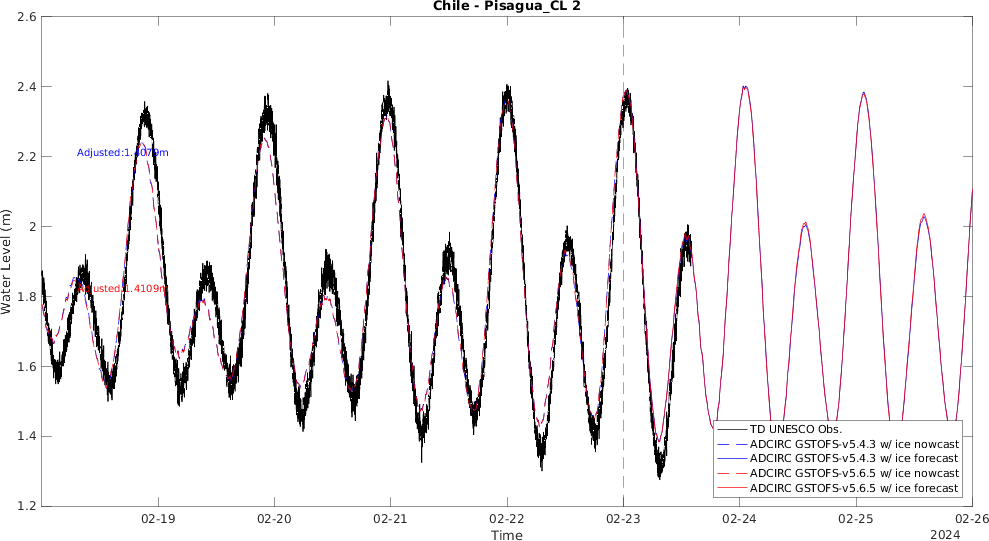 Chile - Pisagua_CL 2
2.6
2.4
2.2
2
1.8
1.6
1.4
1.2
Water Level (m)
Adjusted:1.4079m
Adjusted:1.4109m
TD UNESCO Obs.
ADCIRC GSTOFS-v5.4.3 w/ ice nowcast
ADCIRC GSTOFS-v5.4.3 w/ ice forecast
ADCIRC GSTOFS-v5.6.5 w/ ice nowcast
ADCIRC GSTOFS-v5.6.5 w/ ice forecast
02-19 02-20 02-21 02-22 02-23 02-24 02-25 02-26
Time
2024